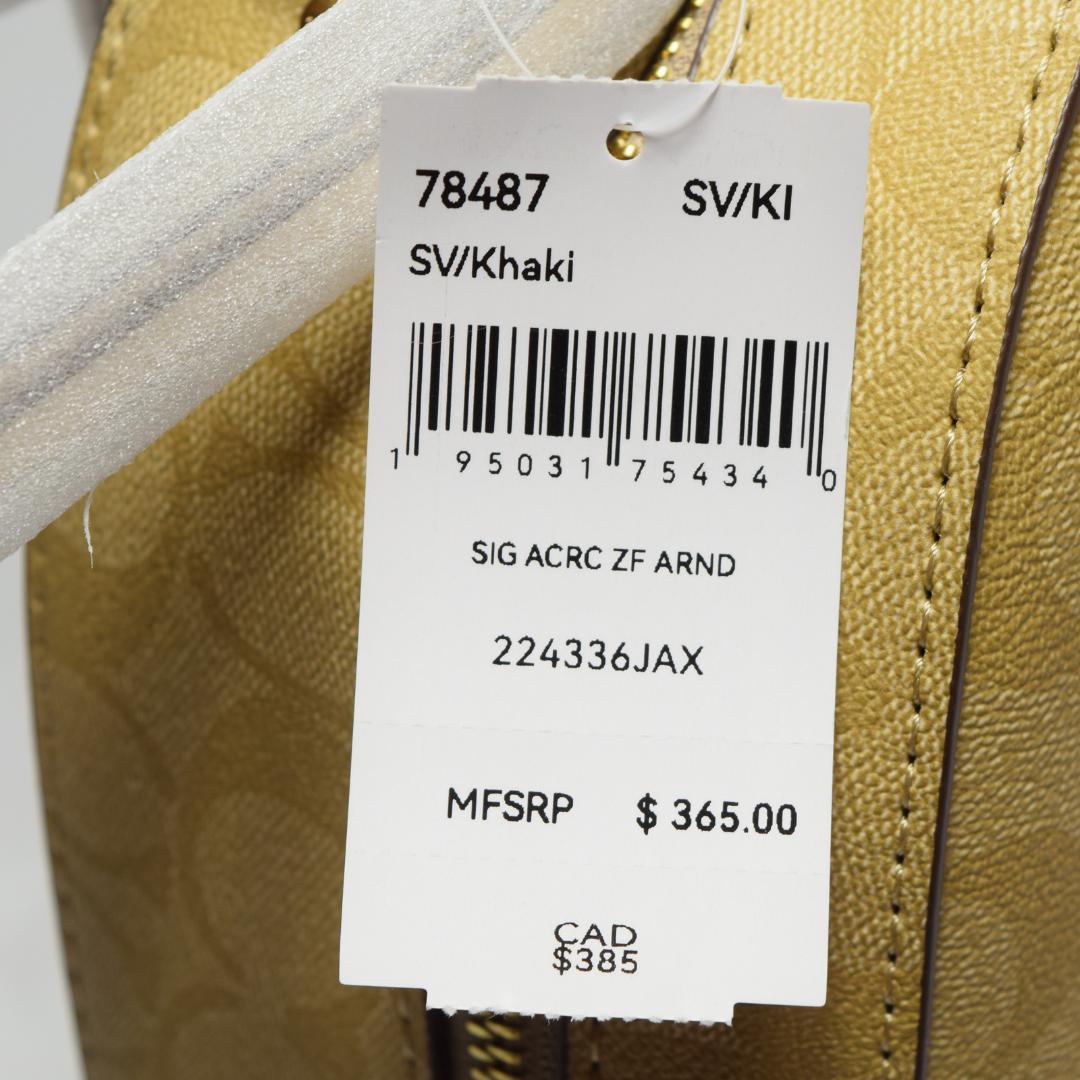 78487 SV/KI
SV/Khaki
1 95031 75434 0
SIG ACRC ZF ARND
224336JAX
MFSRP $ 365.00
CAD
$385